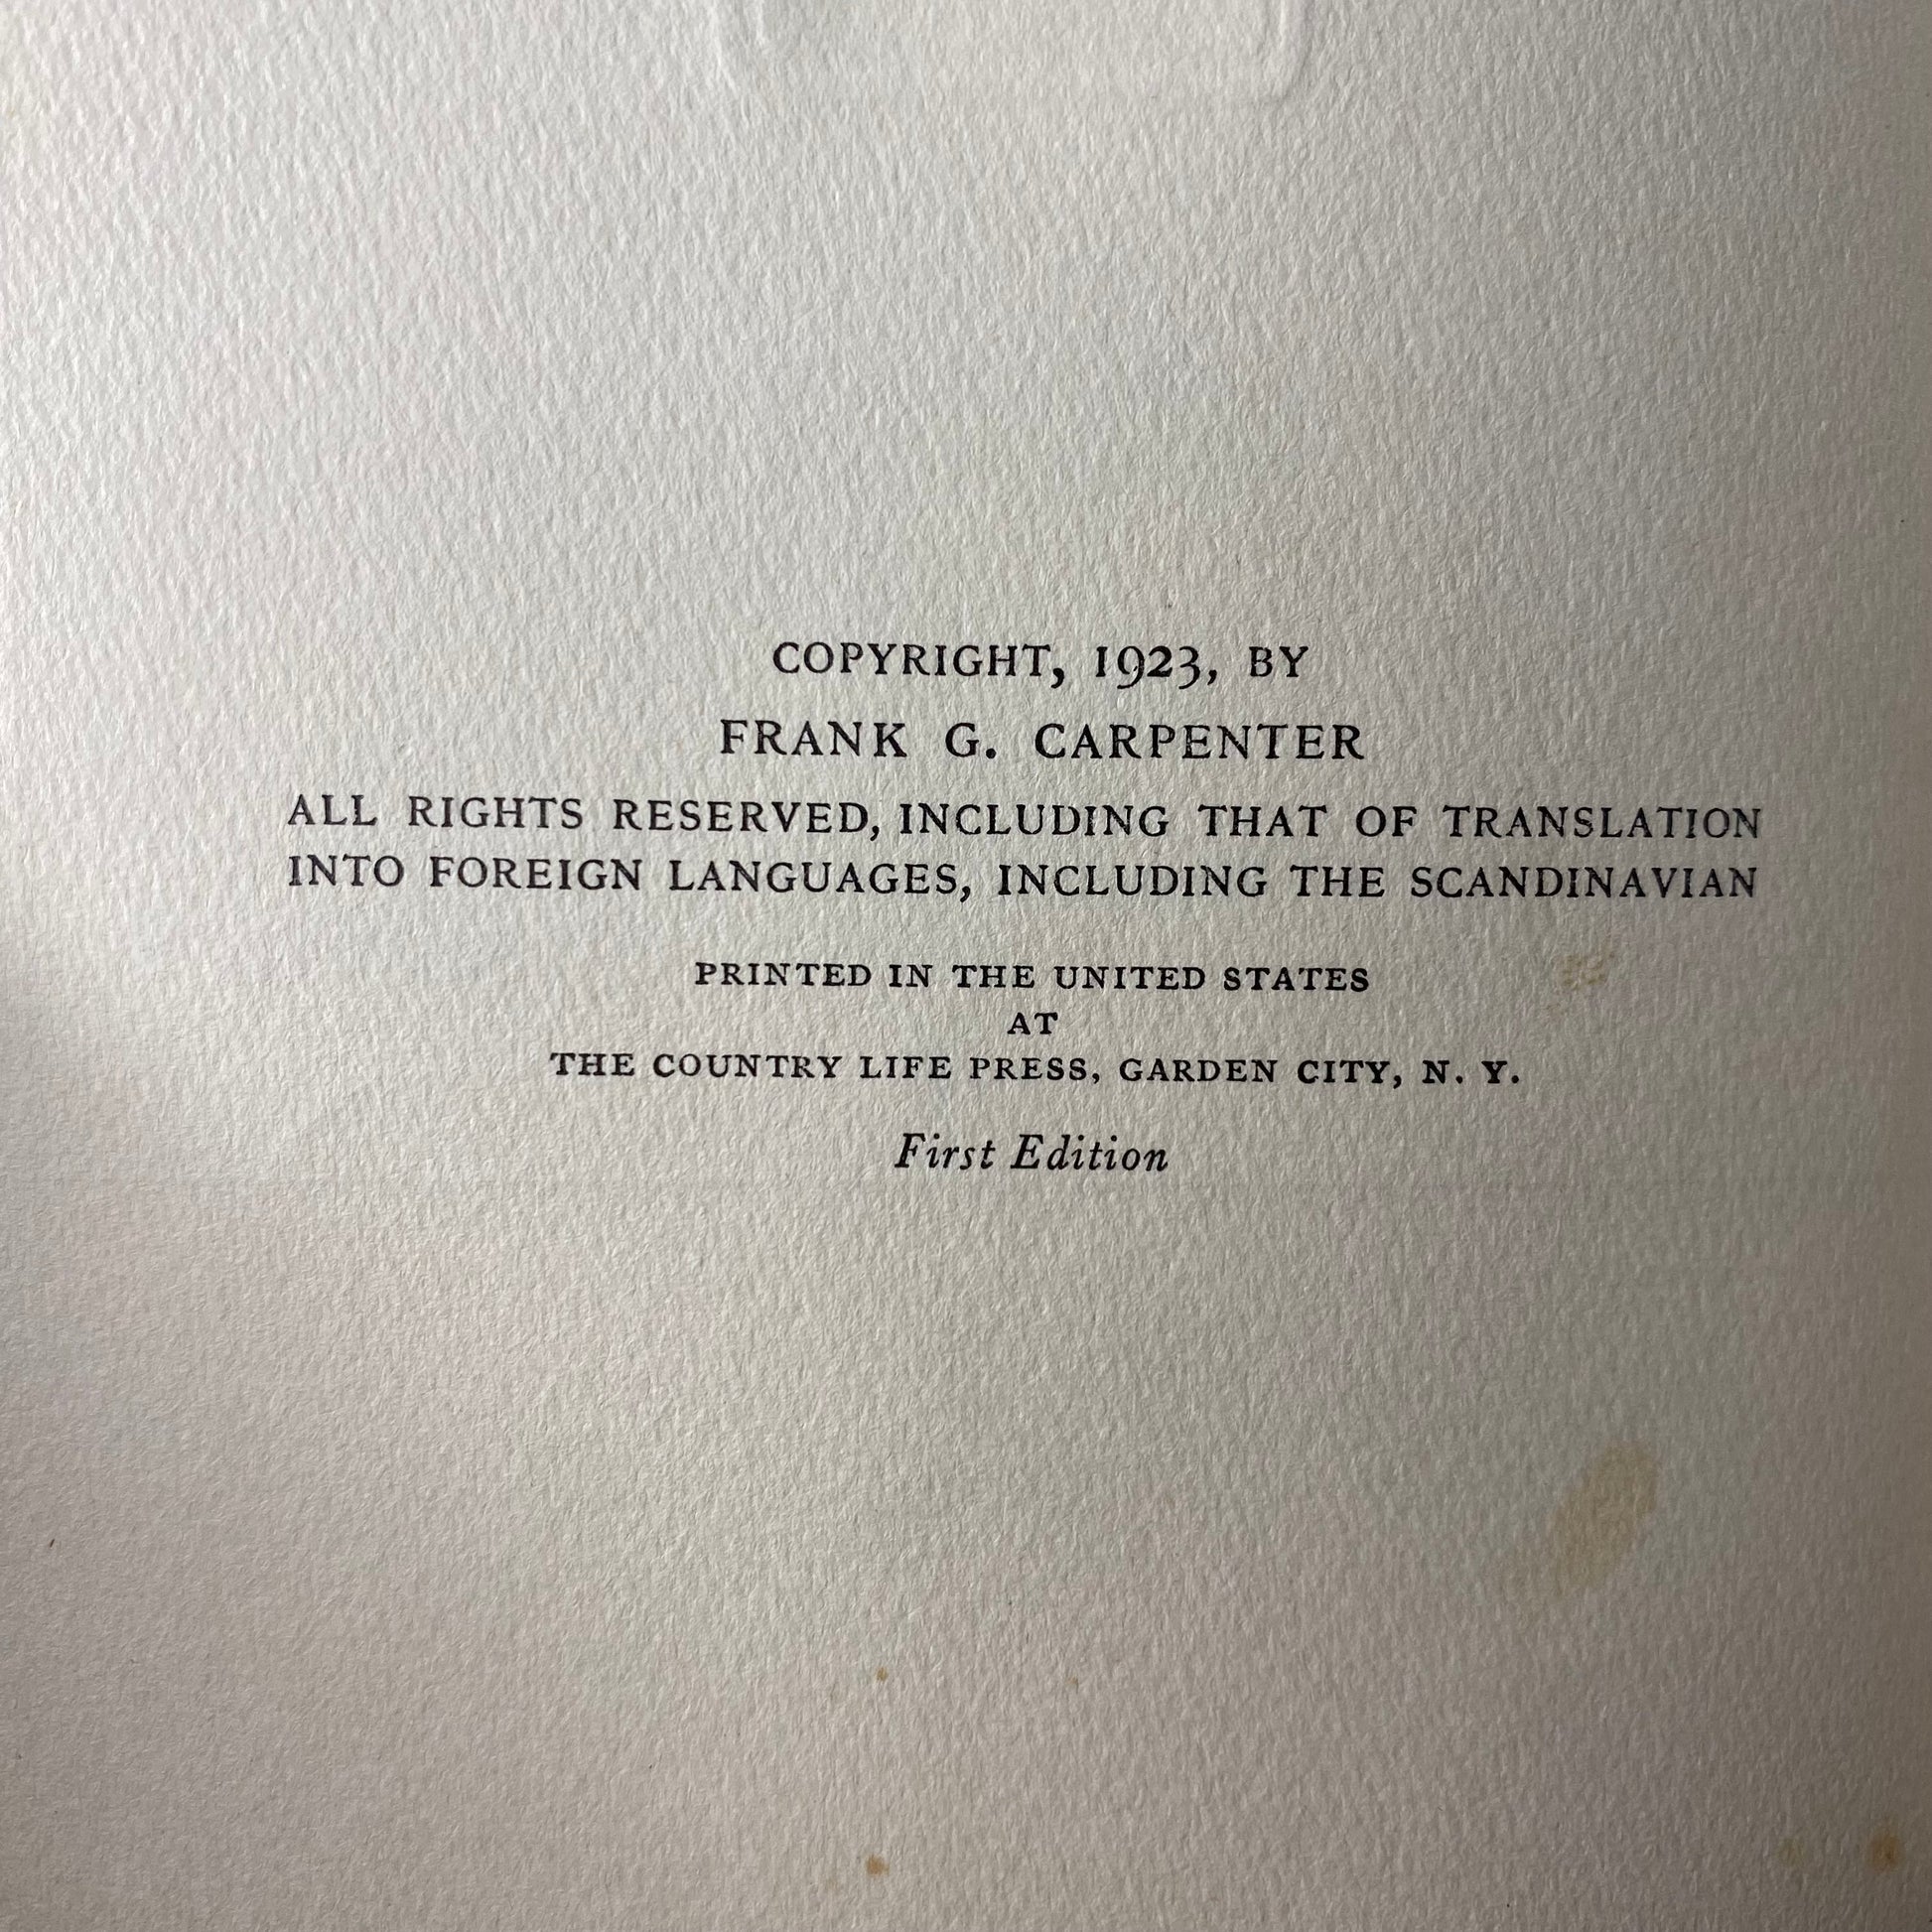 COPYRIGHT, 1923, BY
FRANK G. CARPENTER
ALL RIGHTS RESERVED, INCLUDING THAT OF TRANSLATION
INTO FOREIGN LANGUAGES, INCLUDING THE SCANDINAVIAN
PRINTED IN THE UNITED STATES
AT
THE COUNTRY LIFE PRESS, GARDEN CITY, N. Y.
First Edition